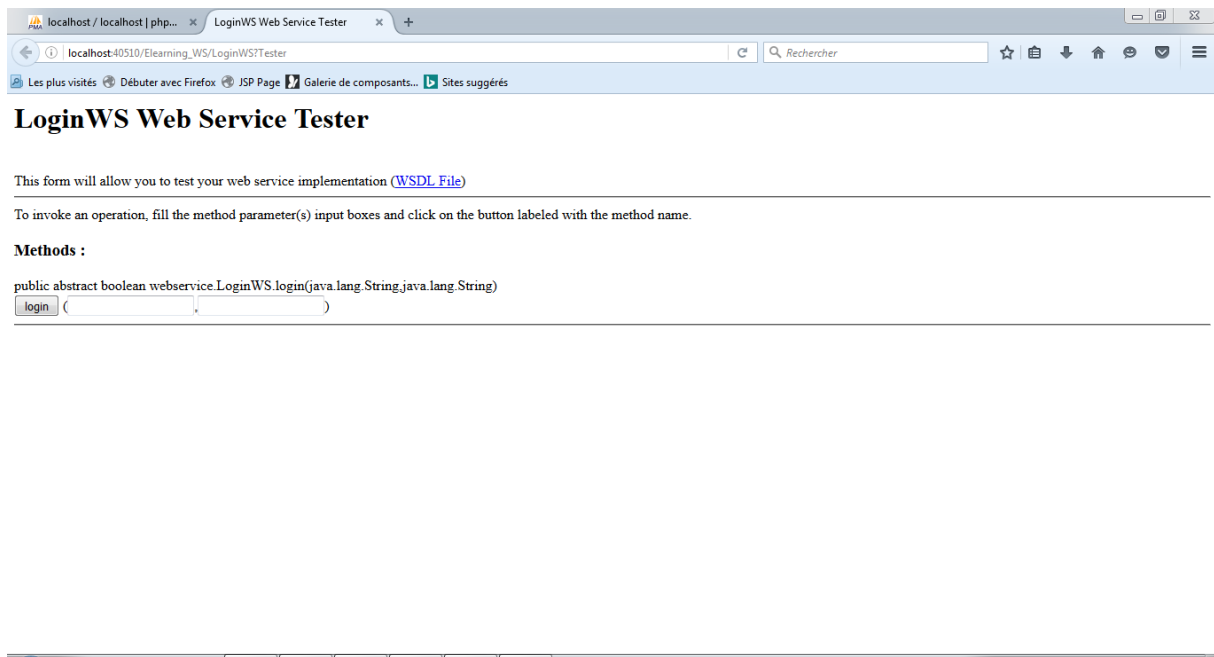 PMA localhost / localhost | php... × LoginWS Web Service Tester × +
localhost:40510/Elearning_WS/LoginWS?Tester Rechercher
Les plus visités Débuter avec Firefox JSP Page Galerie de composants... Sites suggérés
LoginWS Web Service Tester
This form will allow you to test your web service implementation (WSDL File)
To invoke an operation, fill the method parameter(s) input boxes and click on the button labeled with the method name.
Methods :
public abstract boolean webservice.LoginWS.login(java.lang.String,java.lang.String)
login ( , )